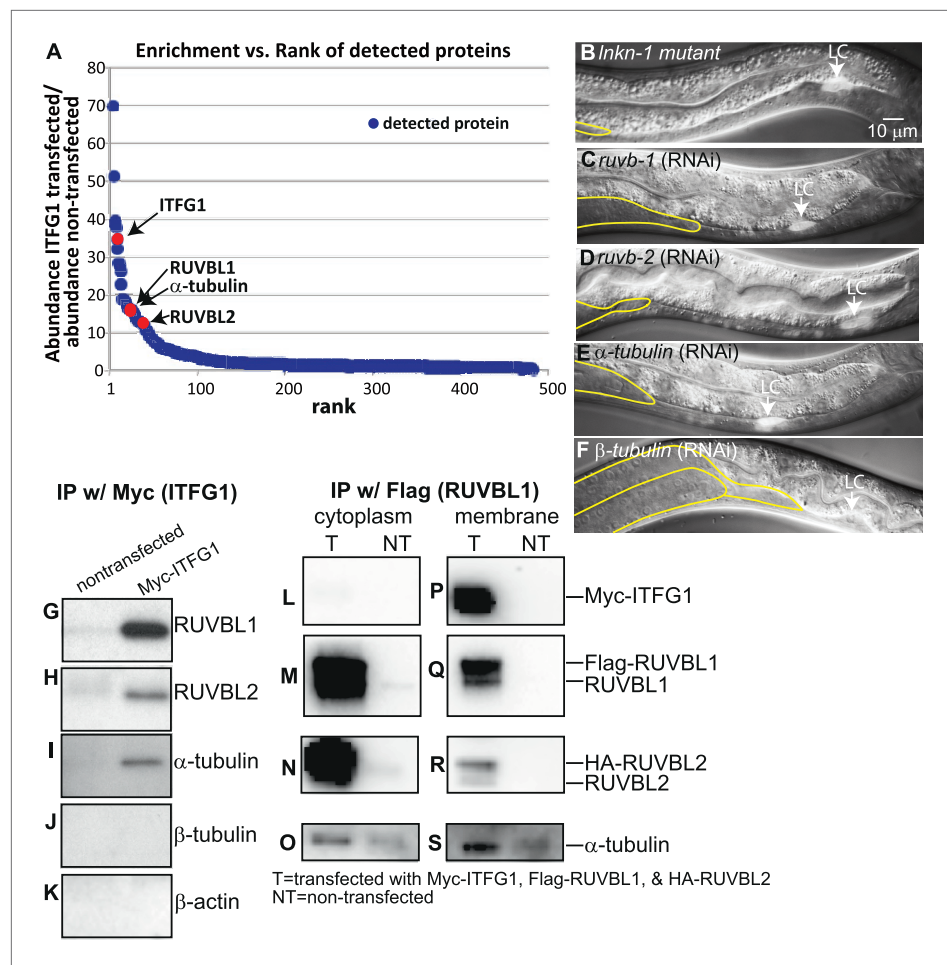 A
Enrichment vs. Rank of detected proteins
Abundance ITFG1 transfected/
abundance non-transfected
80
70
60
50
40
30
20
10
0
detected protein
ITFG1
RUVBL1
α-tubulin
RUVBL2
1
100
200
300
400
500
rank
B lnkn-1 mutant
LC
10 µm
C ruvb-1 (RNAi)
LC
D ruvb-2 (RNAi)
LC
E α-tubulin (RNAi)
LC
F β-tubulin (RNAi)
LC
IP w/ Myc (ITFG1)
nontransfected
Myc-ITFG1
G
RUVBL1
H
RUVBL2
I
α-tubulin
J
β-tubulin
K
β-actin
IP w/ Flag (RUVBL1)
cytoplasm membrane
T NT T NT
L
P
Myc-ITFG1
M
Q
Flag-RUVBL1
RUVBL1
N
R
HA-RUVBL2
RUVBL2
O
S
α-tubulin
T=transfected with Myc-ITFG1, Flag-RUVBL1, & HA-RUVBL2
NT=non-transfected